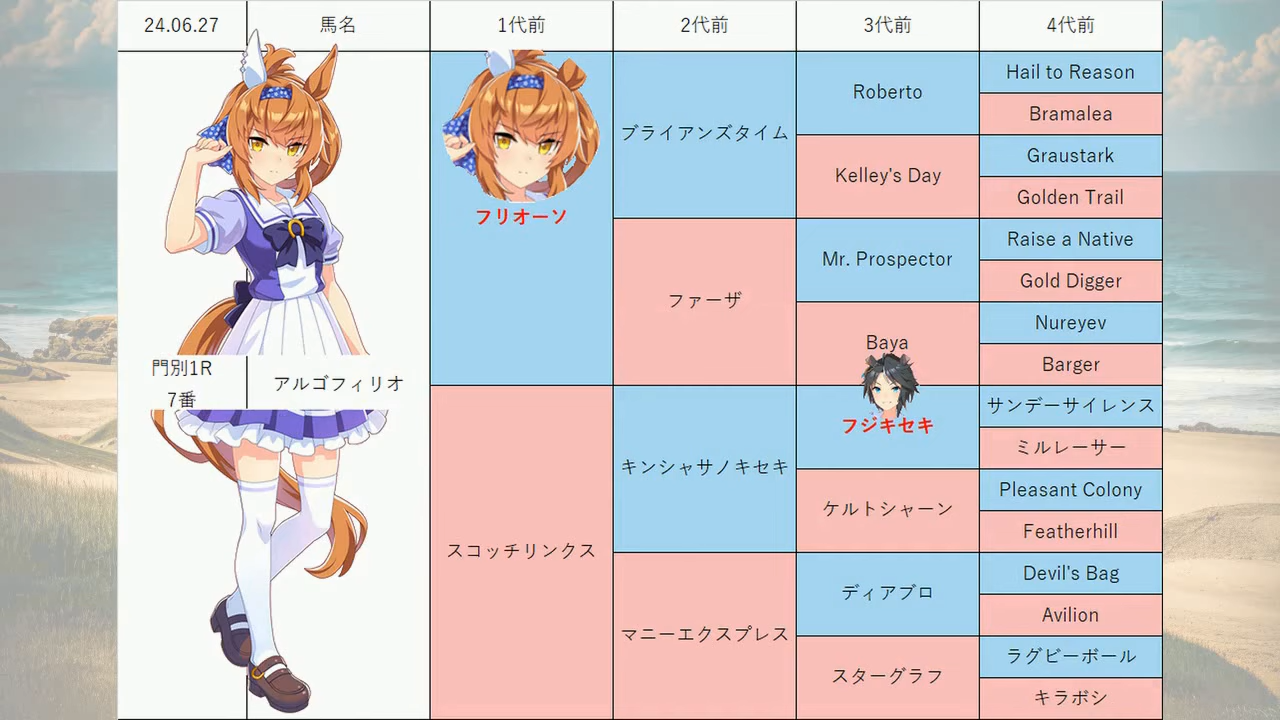 24.06.27
馬名
1代前
2代前
3代前
4代前
門別1R
7番
アルゴフィリオ
フリオーソ
スコッチリンクス
ブライアンズタイム
ファーザ
キンシャサノキセキ
マニーエクスプレス
Roberto
Kelley's Day
Mr. Prospector
Baya
フジキセキ
ケルトシャーン
ディアブロ
スターグラフ
Hail to Reason
Bramalea
Graustark
Golden Trail
Raise a Native
Gold Digger
Nureyev
Barger
サンデーサイレンス
ミルレーサー
Pleasant Colony
Featherhill
Devil's Bag
Avilion
ラグビーボール
キラボシ